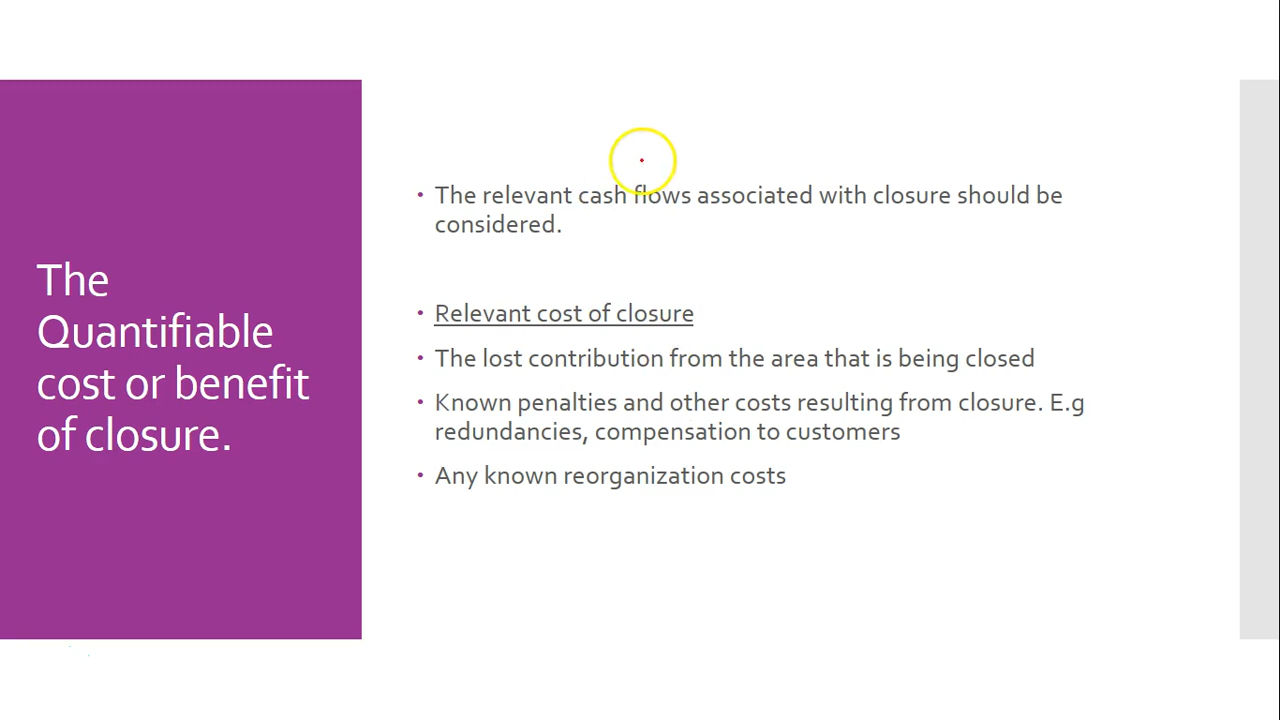 The
Quantifiable
cost or benefit
of closure.
• The relevant cash flows associated with closure should be
considered.
• Relevant cost of closure
• The lost contribution from the area that is being closed
• Known penalties and other costs resulting from closure. E.g
redundancies, compensation to customers
• Any known reorganization costs